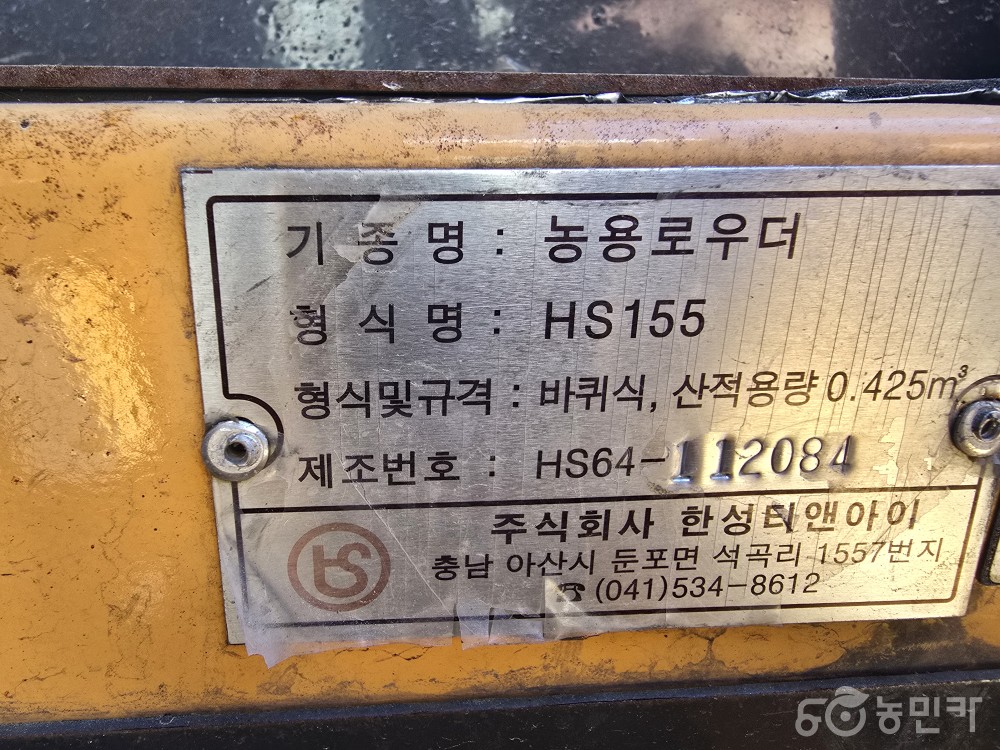 기 종 명 : 농용로우더
형 식 명 : HS155
형식및규격 : 바퀴식, 산적용량 0.425m³
제조번호 : HS64-112084
주식회사 한성티앤아이
충남 아산시 둔포면 석곡리 1557번지
☎(041)534-8612
농민카